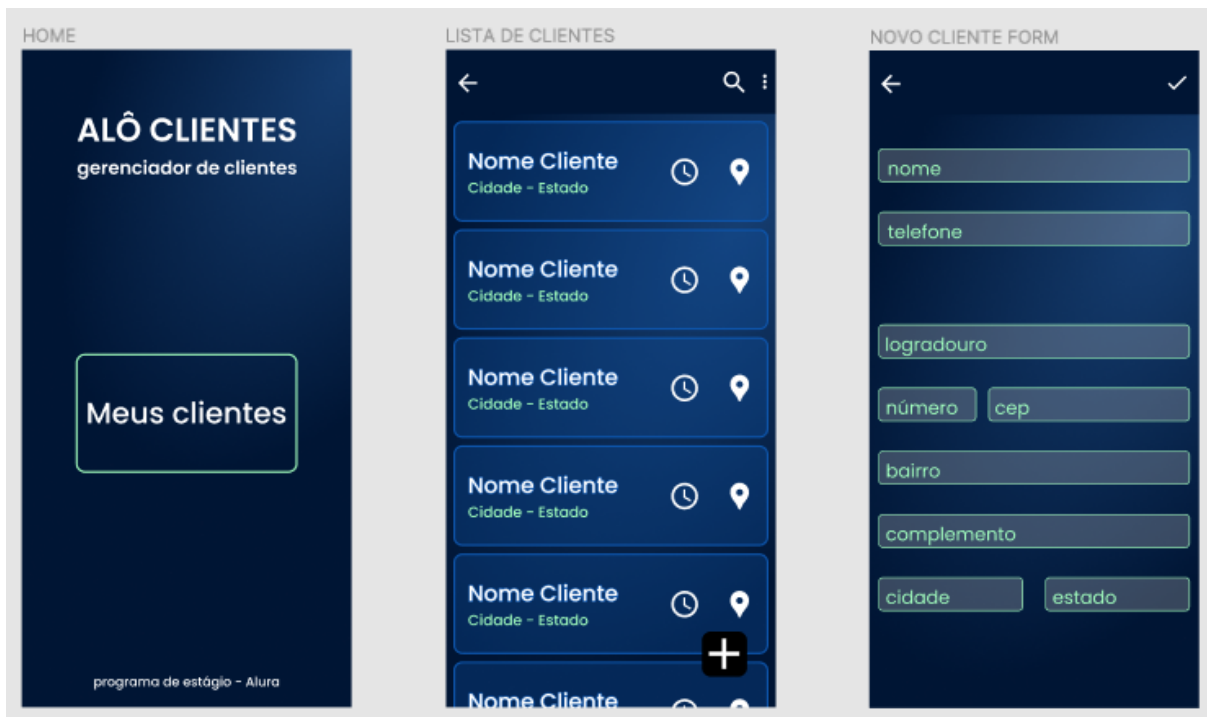 HOME
ALÔ CLIENTES
gerenciador de clientes
Meus clientes
programa de estágio - Alura
LISTA DE CLIENTES
Nome Cliente
Cidade - Estado
Nome Cliente
Cidade - Estado
Nome Cliente
Cidade - Estado
Nome Cliente
Cidade - Estado
Nome Cliente
Cidade - Estado
Nome Cliente
NOVO CLIENTE FORM
nome
telefone
logradouro
número cep
bairro
complemento
cidade estado